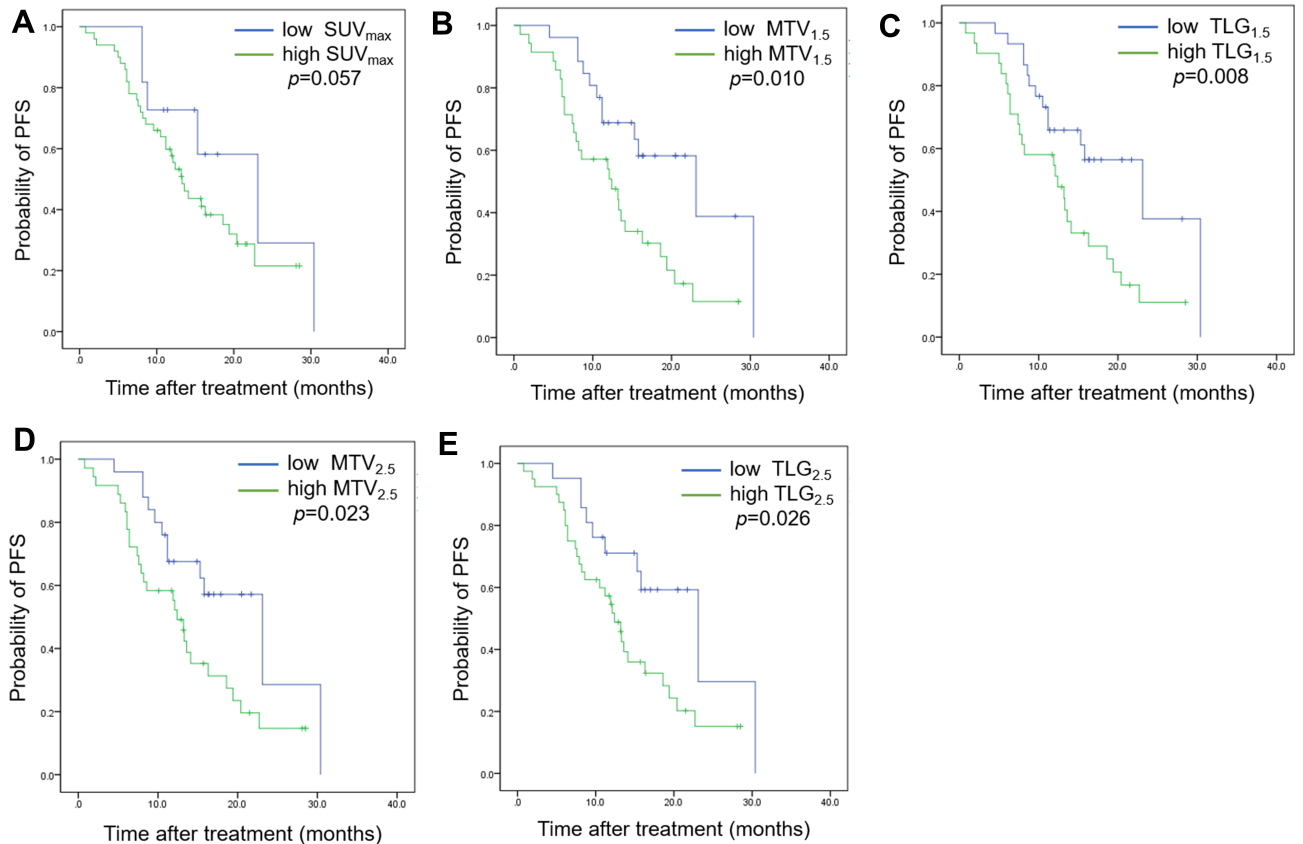 A
low SUVmax
high SUVmax
p=0.057
Probability of PFS
1.0
0.8
0.6
0.4
0.2
0.0
.0 10.0 20.0 30.0 40.0
Time after treatment (months)
B
low MTV1.5
high MTV1.5
p=0.010
Probability of PFS
1.0
0.8
0.6
0.4
0.2
0.0
.0 10.0 20.0 30.0 40.0
Time after treatment (months)
C
low TLG1.5
high TLG1.5
p=0.008
Probability of PFS
1.0
0.8
0.6
0.4
0.2
0.0
.0 10.0 20.0 30.0 40.0
Time after treatment (months)
D
low MTV2.5
high MTV2.5
p=0.023
Probability of PFS
1.0
0.8
0.6
0.4
0.2
0.0
.0 10.0 20.0 30.0 40.0
Time after treatment (months)
E
low TLG2.5
high TLG2.5
p=0.026
Probability of PFS
1.0
0.8
0.6
0.4
0.2
0.0
.0 10.0 20.0 30.0 40.0
Time after treatment (months)